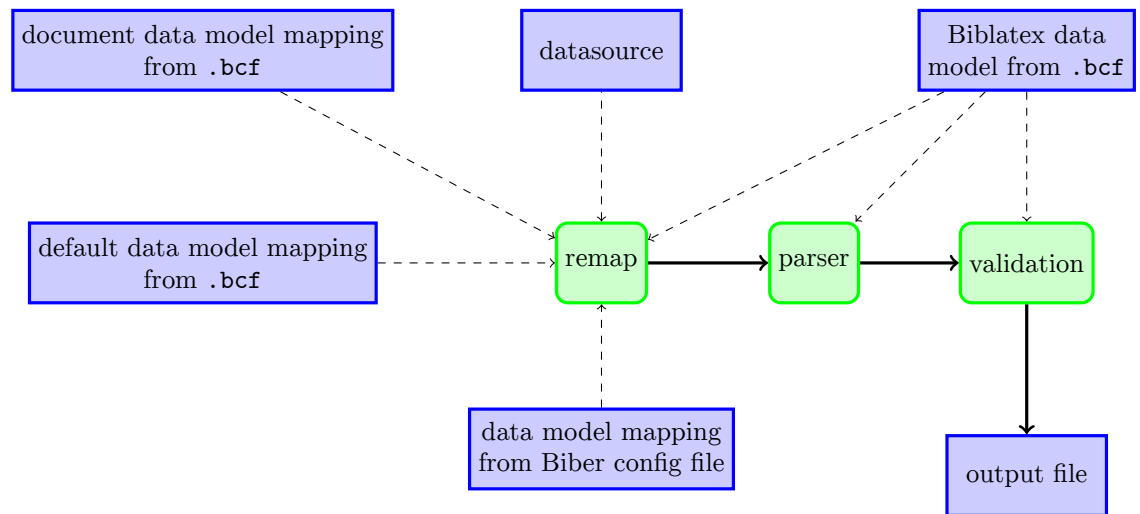 document data model mapping
from .bcf
datasource
Biblatex data
model from .bcf
default data model mapping
from .bcf
remap
parser
validation
data model mapping
from Biber config file
output file